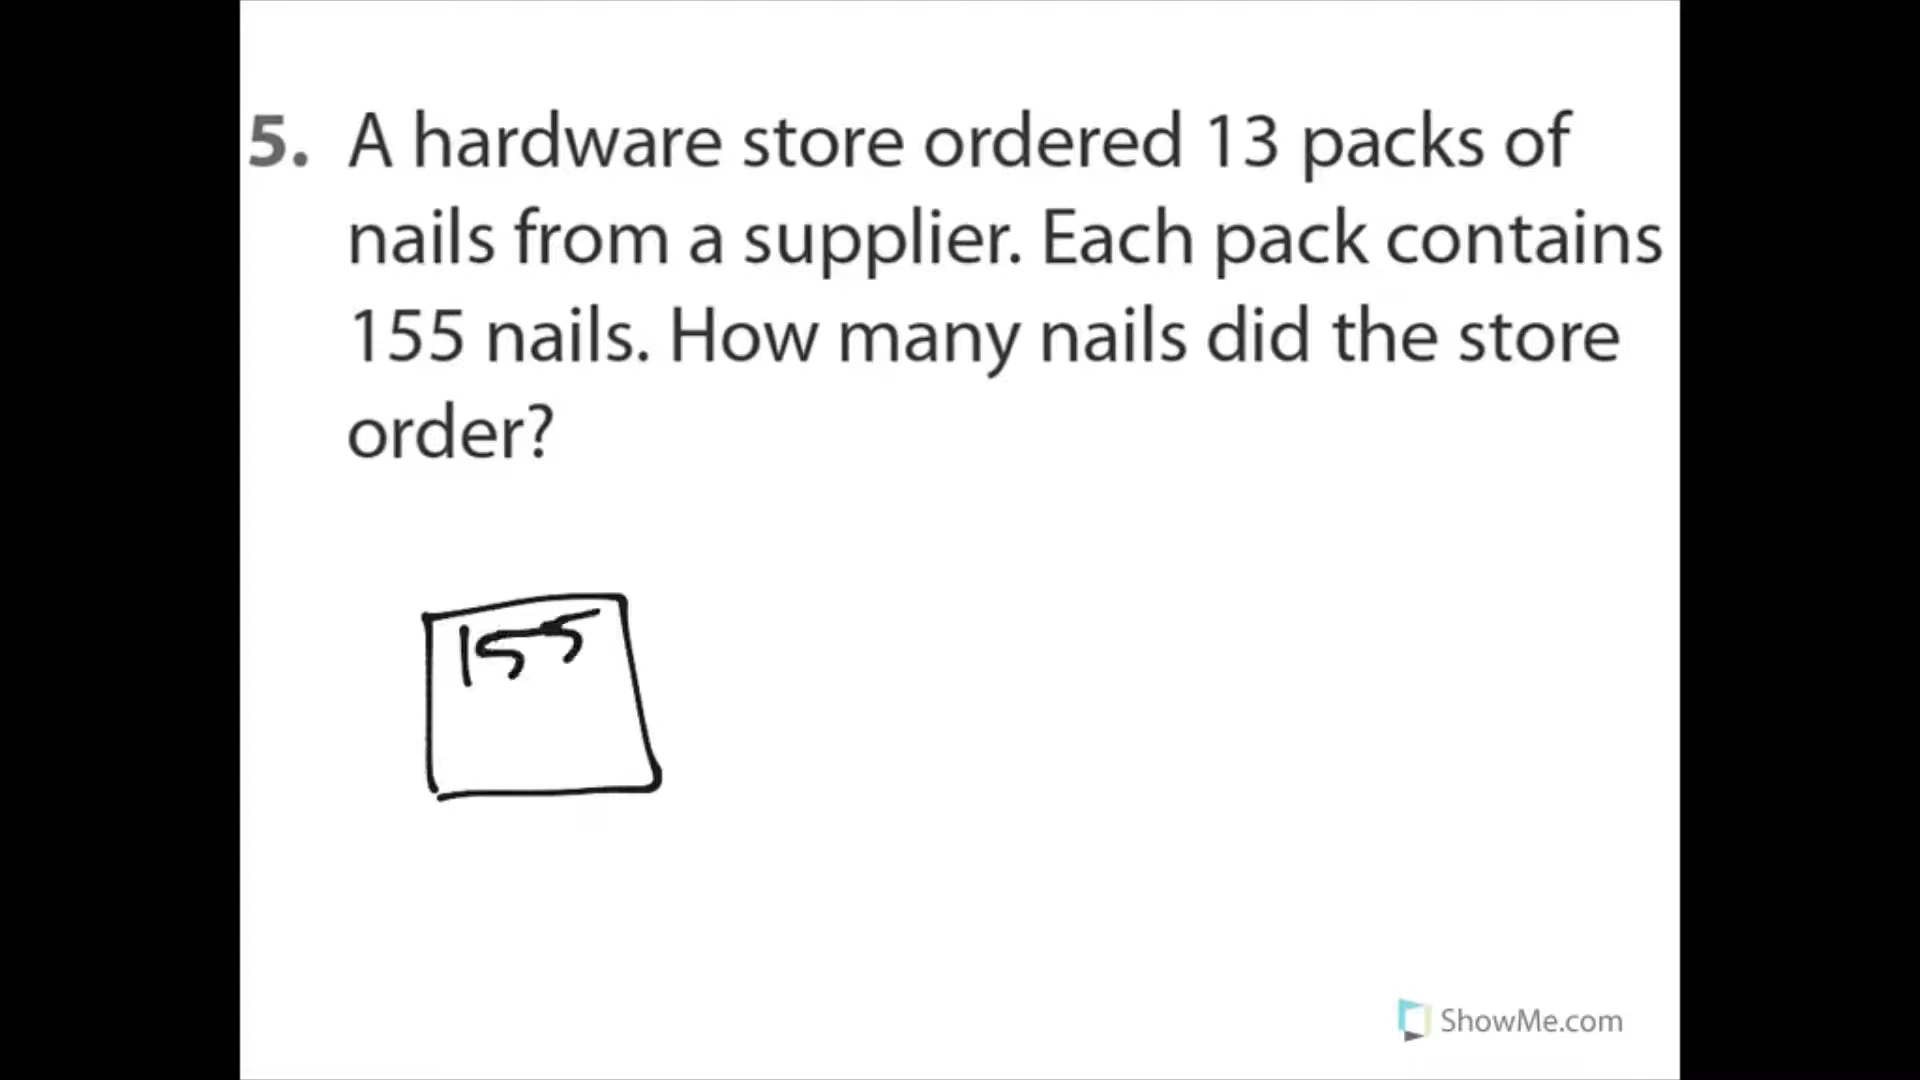 5. A hardware store ordered 13 packs of
nails from a supplier. Each pack contains
155 nails. How many nails did the store
order?
155
ShowMe.com